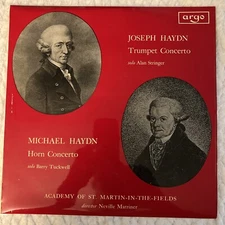 argo
JOSEPH HAYDN
Trumpet Concerto
solo Alan Stringer
MICHAEL HAYDN
Horn Concerto
solo Barry Tuckwell
ACADEMY OF ST. MARTIN-IN-THE-FIELDS
director Neville Marriner